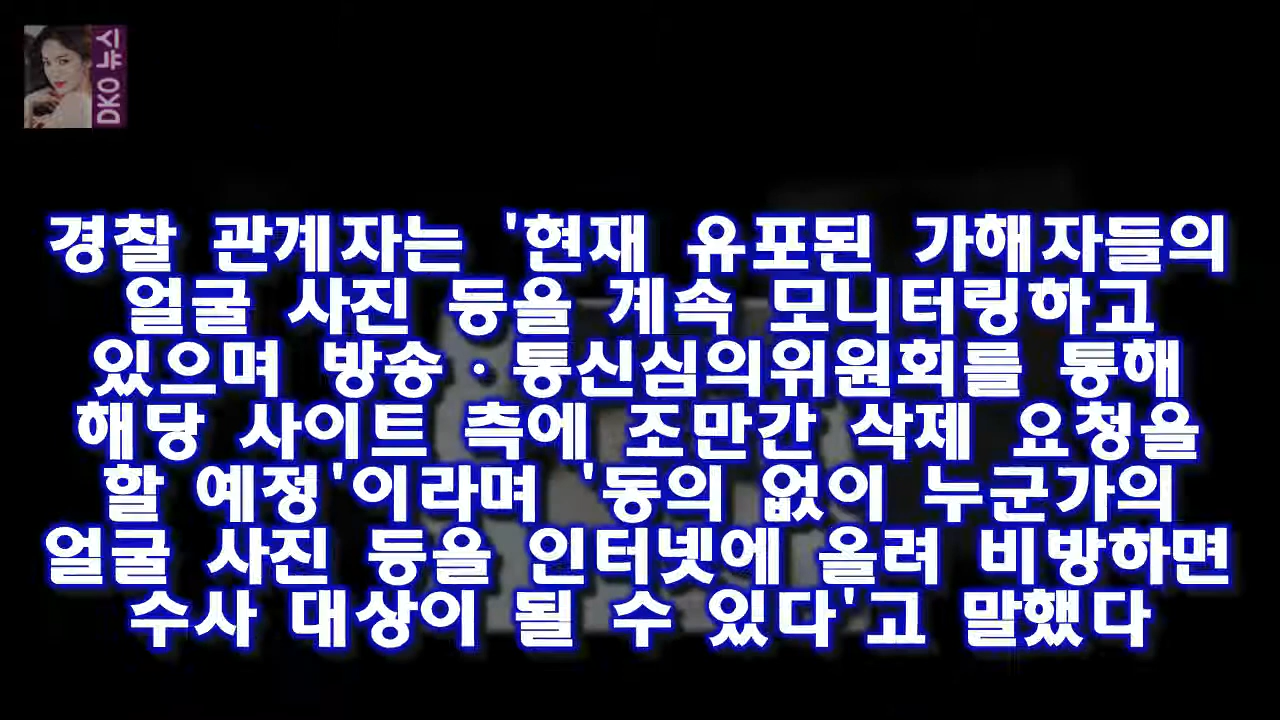 DKO 뉴스
경찰 관계자는 '현재 유포된 가해자들의
얼굴 사진 등을 계속 모니터링하고
있으며 방송·통신심의위원회를 통해
해당 사이트 측에 조만간 삭제 요청을
할 예정'이라며 '동의 없이 누군가의
얼굴 사진 등을 인터넷에 올려 비방하면
수사 대상이 될 수 있다'고 말했다